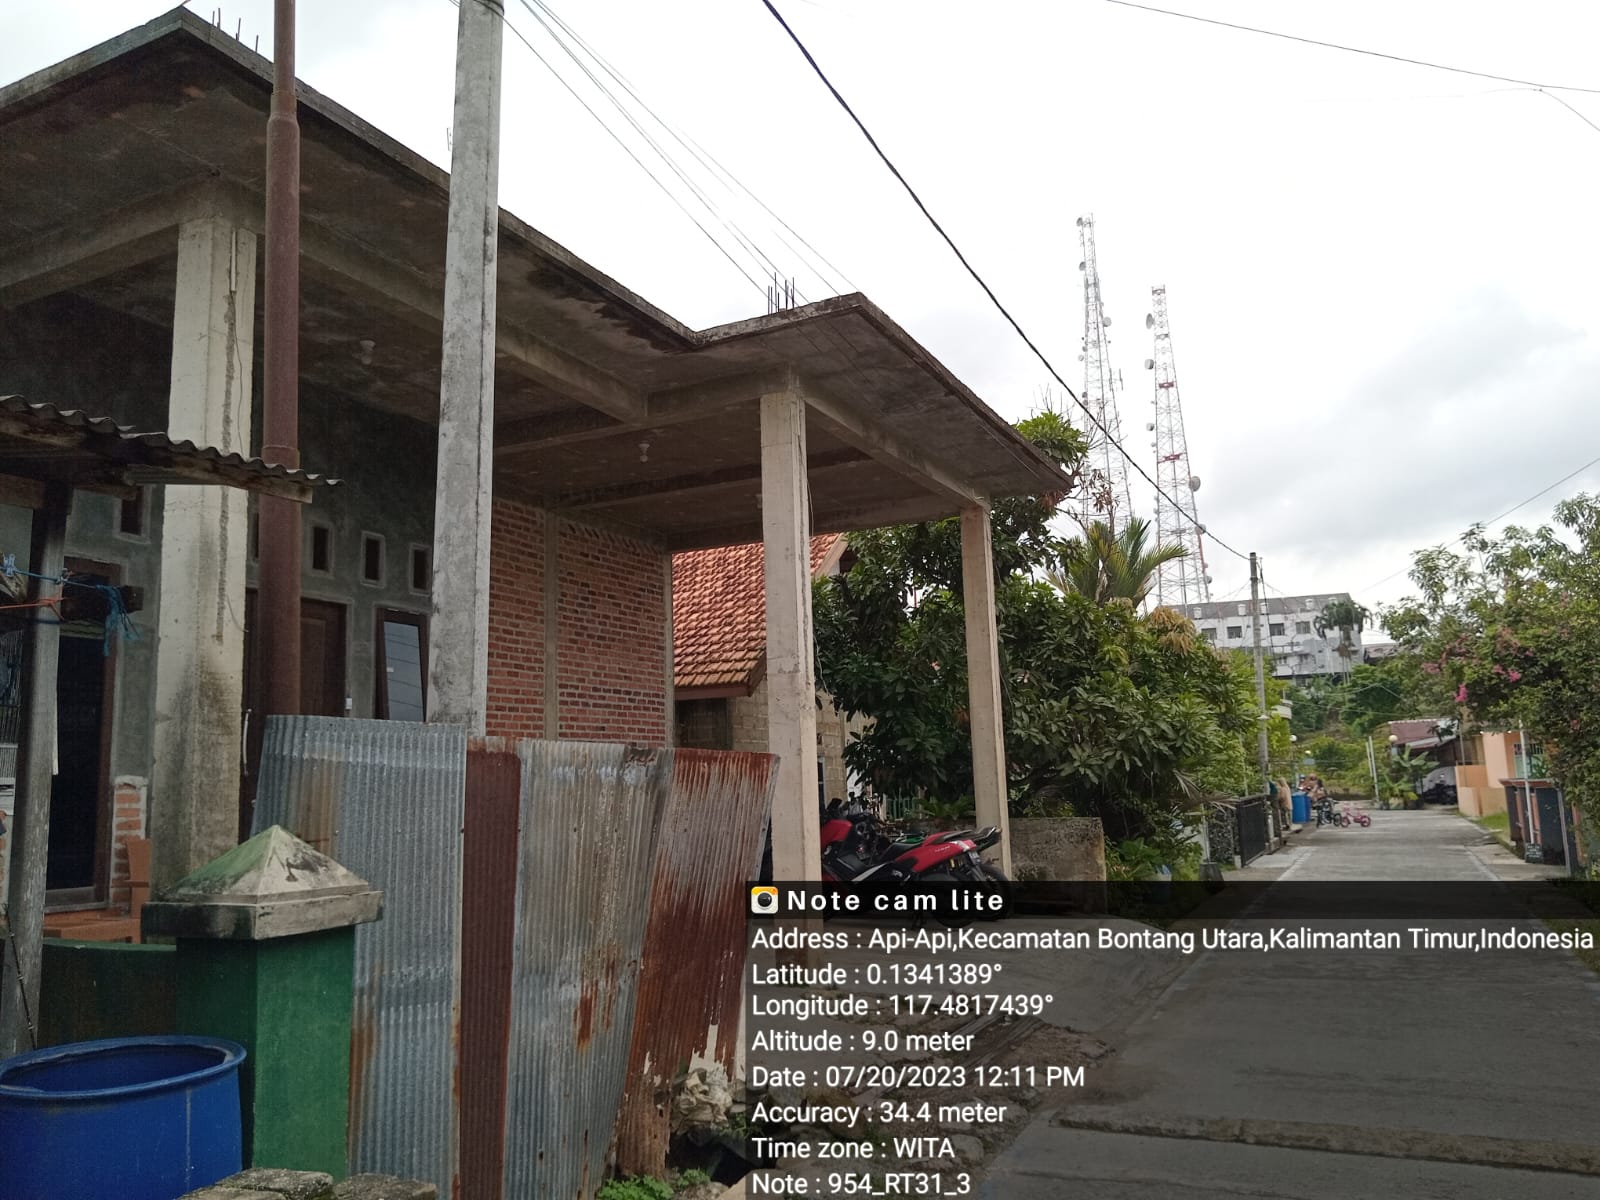 Note cam lite
Address : Api-Api,Kecamatan Bontang Utara,Kalimantan Timur,Indonesia
Latitude : 0.1341389°
Longitude : 117.4817439°
Altitude : 9.0 meter
Date : 07/20/2023 12:11 PM
Accuracy : 34.4 meter
Time zone : WITA
Note : 954_RT31_3